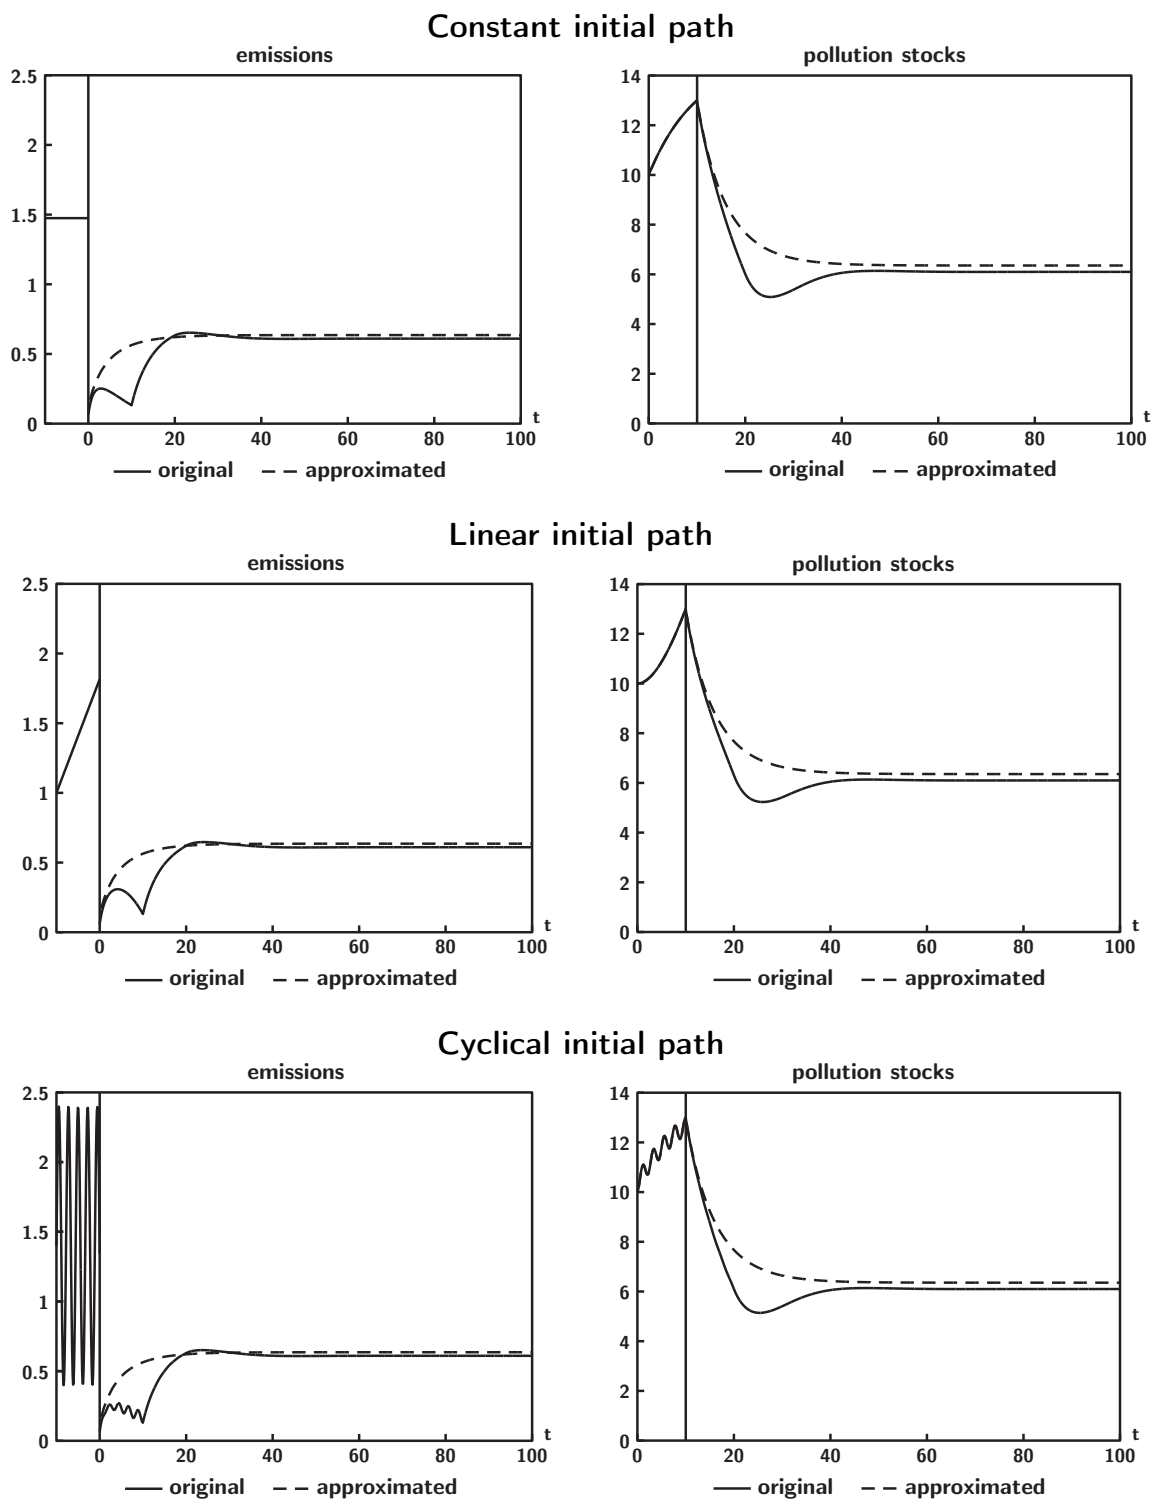 Constant initial path
emissions
2.5
2
1.5
1
0.5
0
0 20 40 60 80 100
t
original approximated
pollution stocks
14
12
10
8
6
4
2
0
0 20 40 60 80 100
t
original approximated
Linear initial path
emissions
2.5
2
1.5
1
0.5
0
0 20 40 60 80 100
t
original approximated
pollution stocks
14
12
10
8
6
4
2
0
0 20 40 60 80 100
t
original approximated
Cyclical initial path
emissions
2.5
2
1.5
1
0.5
0
0 20 40 60 80 100
t
original approximated
pollution stocks
14
12
10
8
6
4
2
0
0 20 40 60 80 100
t
original approximated